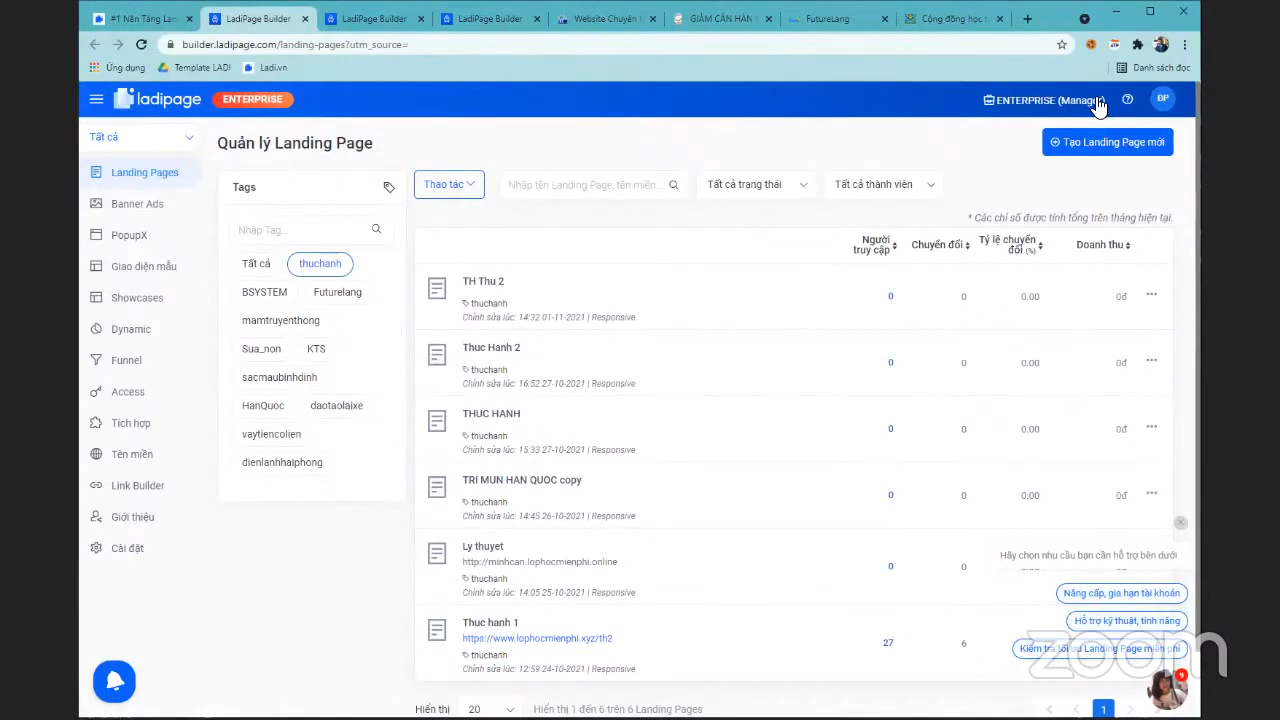 #1 Nền Tảng Lan
LadiPage Builder
LadiPage Builder
LadiPage Builder
Website Chuyên
GIẢM CÂN HÀN
FutureLang
Cộng đồng học
builder.ladipage.com/landing-pages?utm_source=
Ứng dụng
Template LADI
Ladi.vn
Danh sách đọc
ladipage
ENTERPRISE
ENTERPRISE (Manage
ĐP
Tất cả
Landing Pages
Banner Ads
PopupX
Giao diện mẫu
Showcases
Dynamic
Funnel
Access
Tích hợp
Tên miền
Link Builder
Giới thiệu
Cài đặt
Quản lý Landing Page
Tạo Landing Page mới
Tags
Nhập Tag...
Tất cả thuchanh
BSYSTEM Futurelang
mamtruyenthong
Sua_non KTS
sacmaubinhdinh
HanQuoc daotaolaixe
vaytiencolien
dienlanhhaiphong
Thao tác
Nhập tên Landing Page, tên miền...
Tất cả trạng thái
Tất cả thành viên
* Các chỉ số được tính tổng trên tháng hiện tại.
Người truy cập
Chuyển đổi
Tỷ lệ chuyển đổi (%)
Doanh thu
TH Thu 2
thuchanh
Chỉnh sửa lúc: 14:32 01-11-2021 | Responsive
0 0 0.00 0đ
Thuc Hanh 2
thuchanh
Chỉnh sửa lúc: 16:52 27-10-2021 | Responsive
0 0 0.00 0đ
THUC HANH
thuchanh
Chỉnh sửa lúc: 15:33 27-10-2021 | Responsive
0 0 0.00 0đ
TRI MUN HAN QUOC copy
thuchanh
Chỉnh sửa lúc: 14:45 26-10-2021 | Responsive
0 0 0.00 0đ
Ly thuyet
http://minhcan.lophocmienphi.online
thuchanh
Chỉnh sửa lúc: 14:05 25-10-2021 | Responsive
0 0
Thuc hanh 1
https://www.lophocmienphi.xyz/th2
thuchanh
Chỉnh sửa lúc: 12:59 24-10-2021 | Responsive
27 6
Hãy chọn nhu cầu bạn cần hỗ trợ bên dưới
Nâng cấp, gia hạn tài khoản
Hỗ trợ kỹ thuật, tính năng
Kiểm tra tối ưu Landing Page miễn phí
zoom
9
Hiển thị 20 Hiển thị 1 đến 6 trên 6 Landing Pages
1